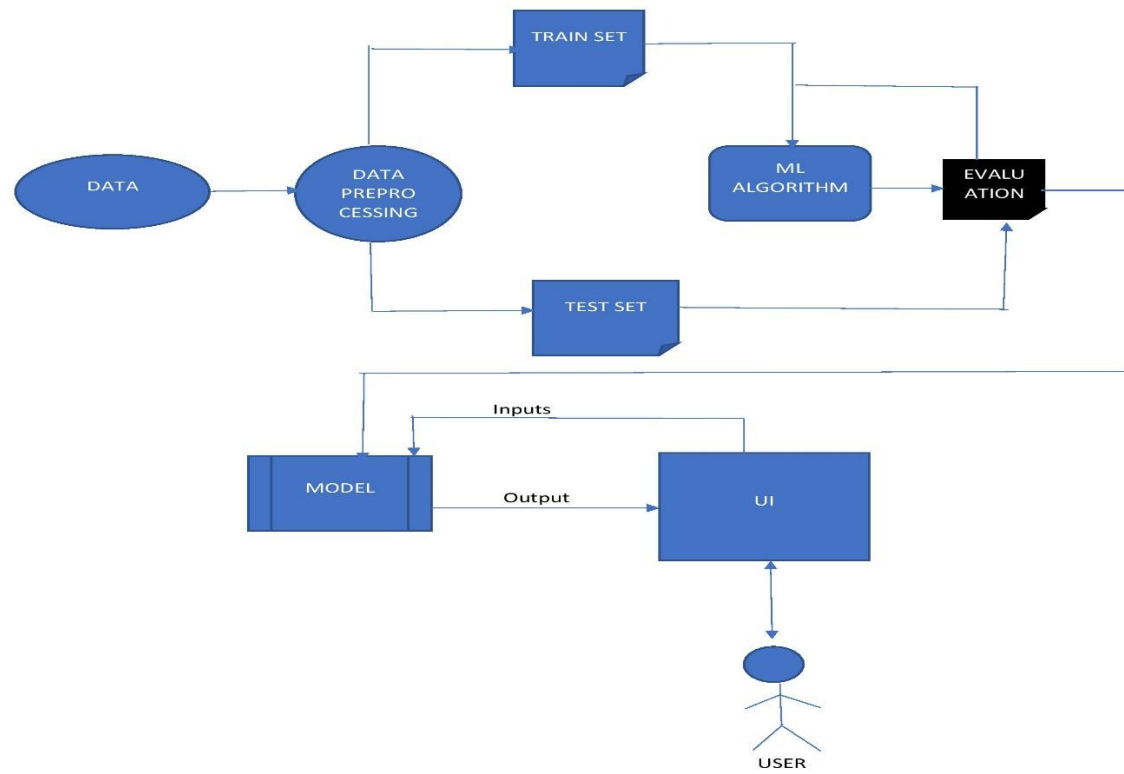 TRAIN SET
DATA
DATA
PREPRO
CESSING
ML
ALGORITHM
EVALU
ATION
TEST SET
Inputs
MODEL
Output
UI
USER